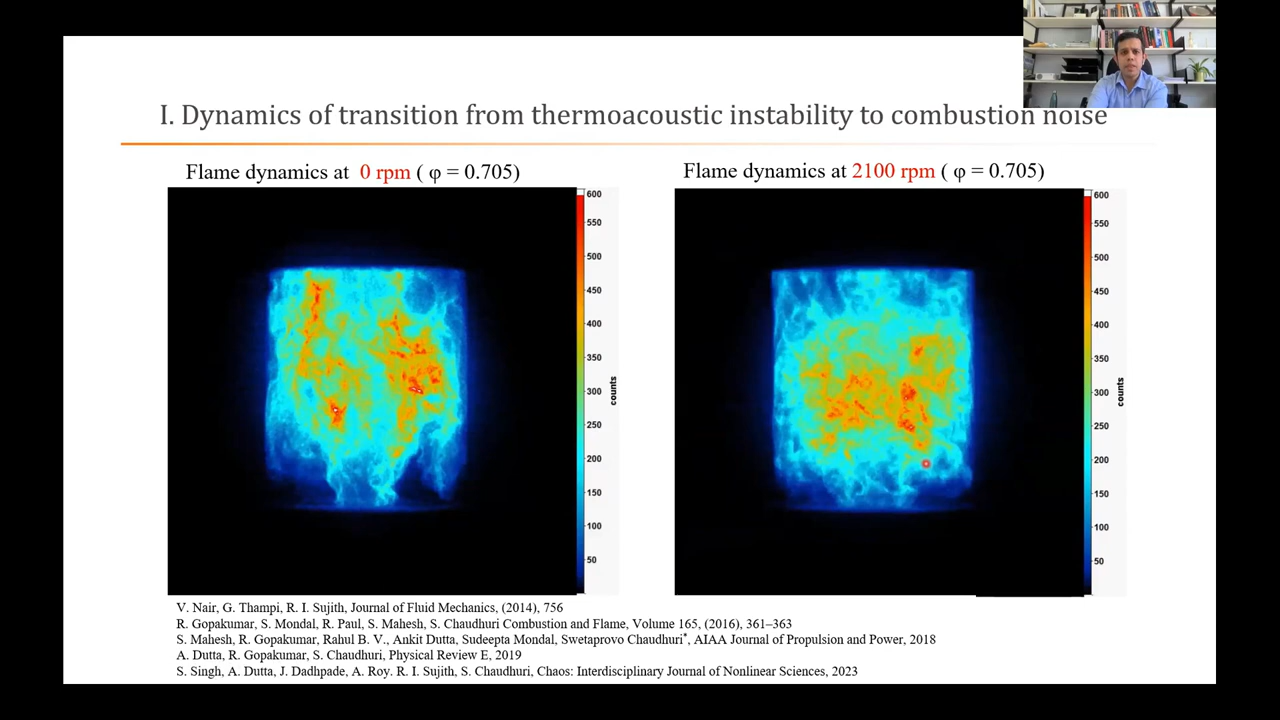 I. Dynamics of transition from thermoacoustic instability to combustion noise
Flame dynamics at 0 rpm ( φ = 0.705)
Flame dynamics at 2100 rpm ( φ = 0.705)
600
550
500
450
400
350
300
250
200
150
100
50
counts
600
550
500
450
400
350
300
250
200
150
100
50
counts
V. Nair, G. Thampi, R. I. Sujith, Journal of Fluid Mechanics, (2014), 756
R. Gopakumar, S. Mondal, R. Paul, S. Mahesh, S. Chaudhuri Combustion and Flame, Volume 165, (2016), 361–363
S. Mahesh, R. Gopakumar, Rahul B. V., Ankit Dutta, Sudeepta Mondal, Swetaprovo Chaudhuri*, AIAA Journal of Propulsion and Power, 2018
A. Dutta, R. Gopakumar, S. Chaudhuri, Physical Review E, 2019
S. Singh, A. Dutta, J. Dadhpade, A. Roy. R. I. Sujith, S. Chaudhuri, Chaos: Interdisciplinary Journal of Nonlinear Sciences, 2023